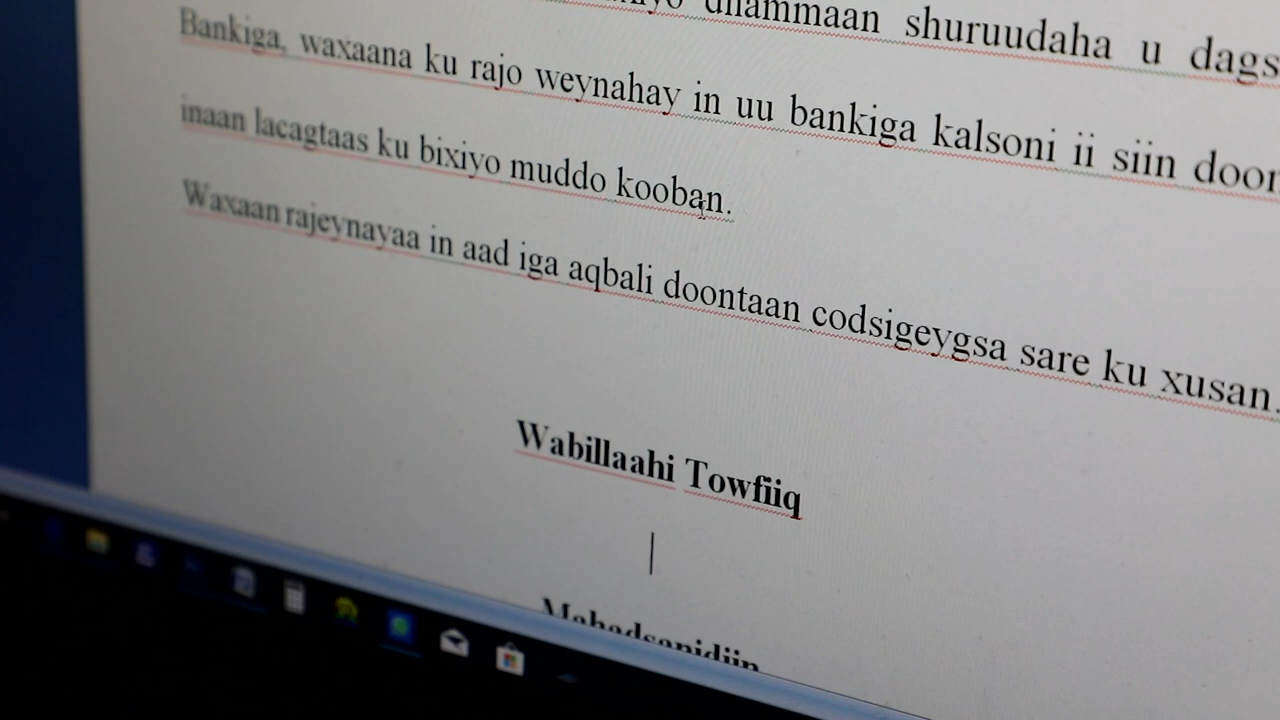 dhammaan shuruudaha u dags
Bankiga, waxaana ku rajo weynahay in uu bankiga kalsoni ii siin doon
inaan lacagtaas ku bixiyo muddo kooban.
Waxaan rajeynayaa in aad iga aqbali doontaan codsigeygsa sare ku xusan.
Wabillaahi Towfiiq
Mahadsanidiin